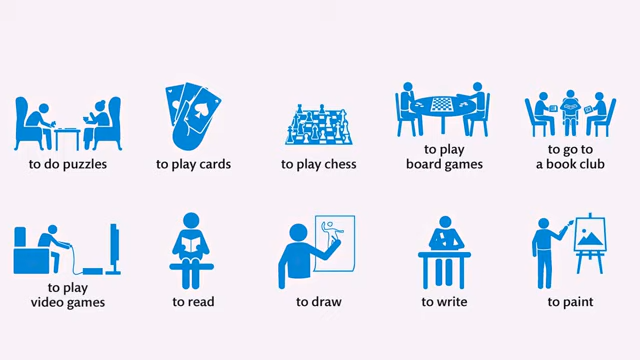 to do puzzles
to play cards
to play chess
to play
board games
to go to
a book club
to play
video games
to read
to draw
to write
to paint